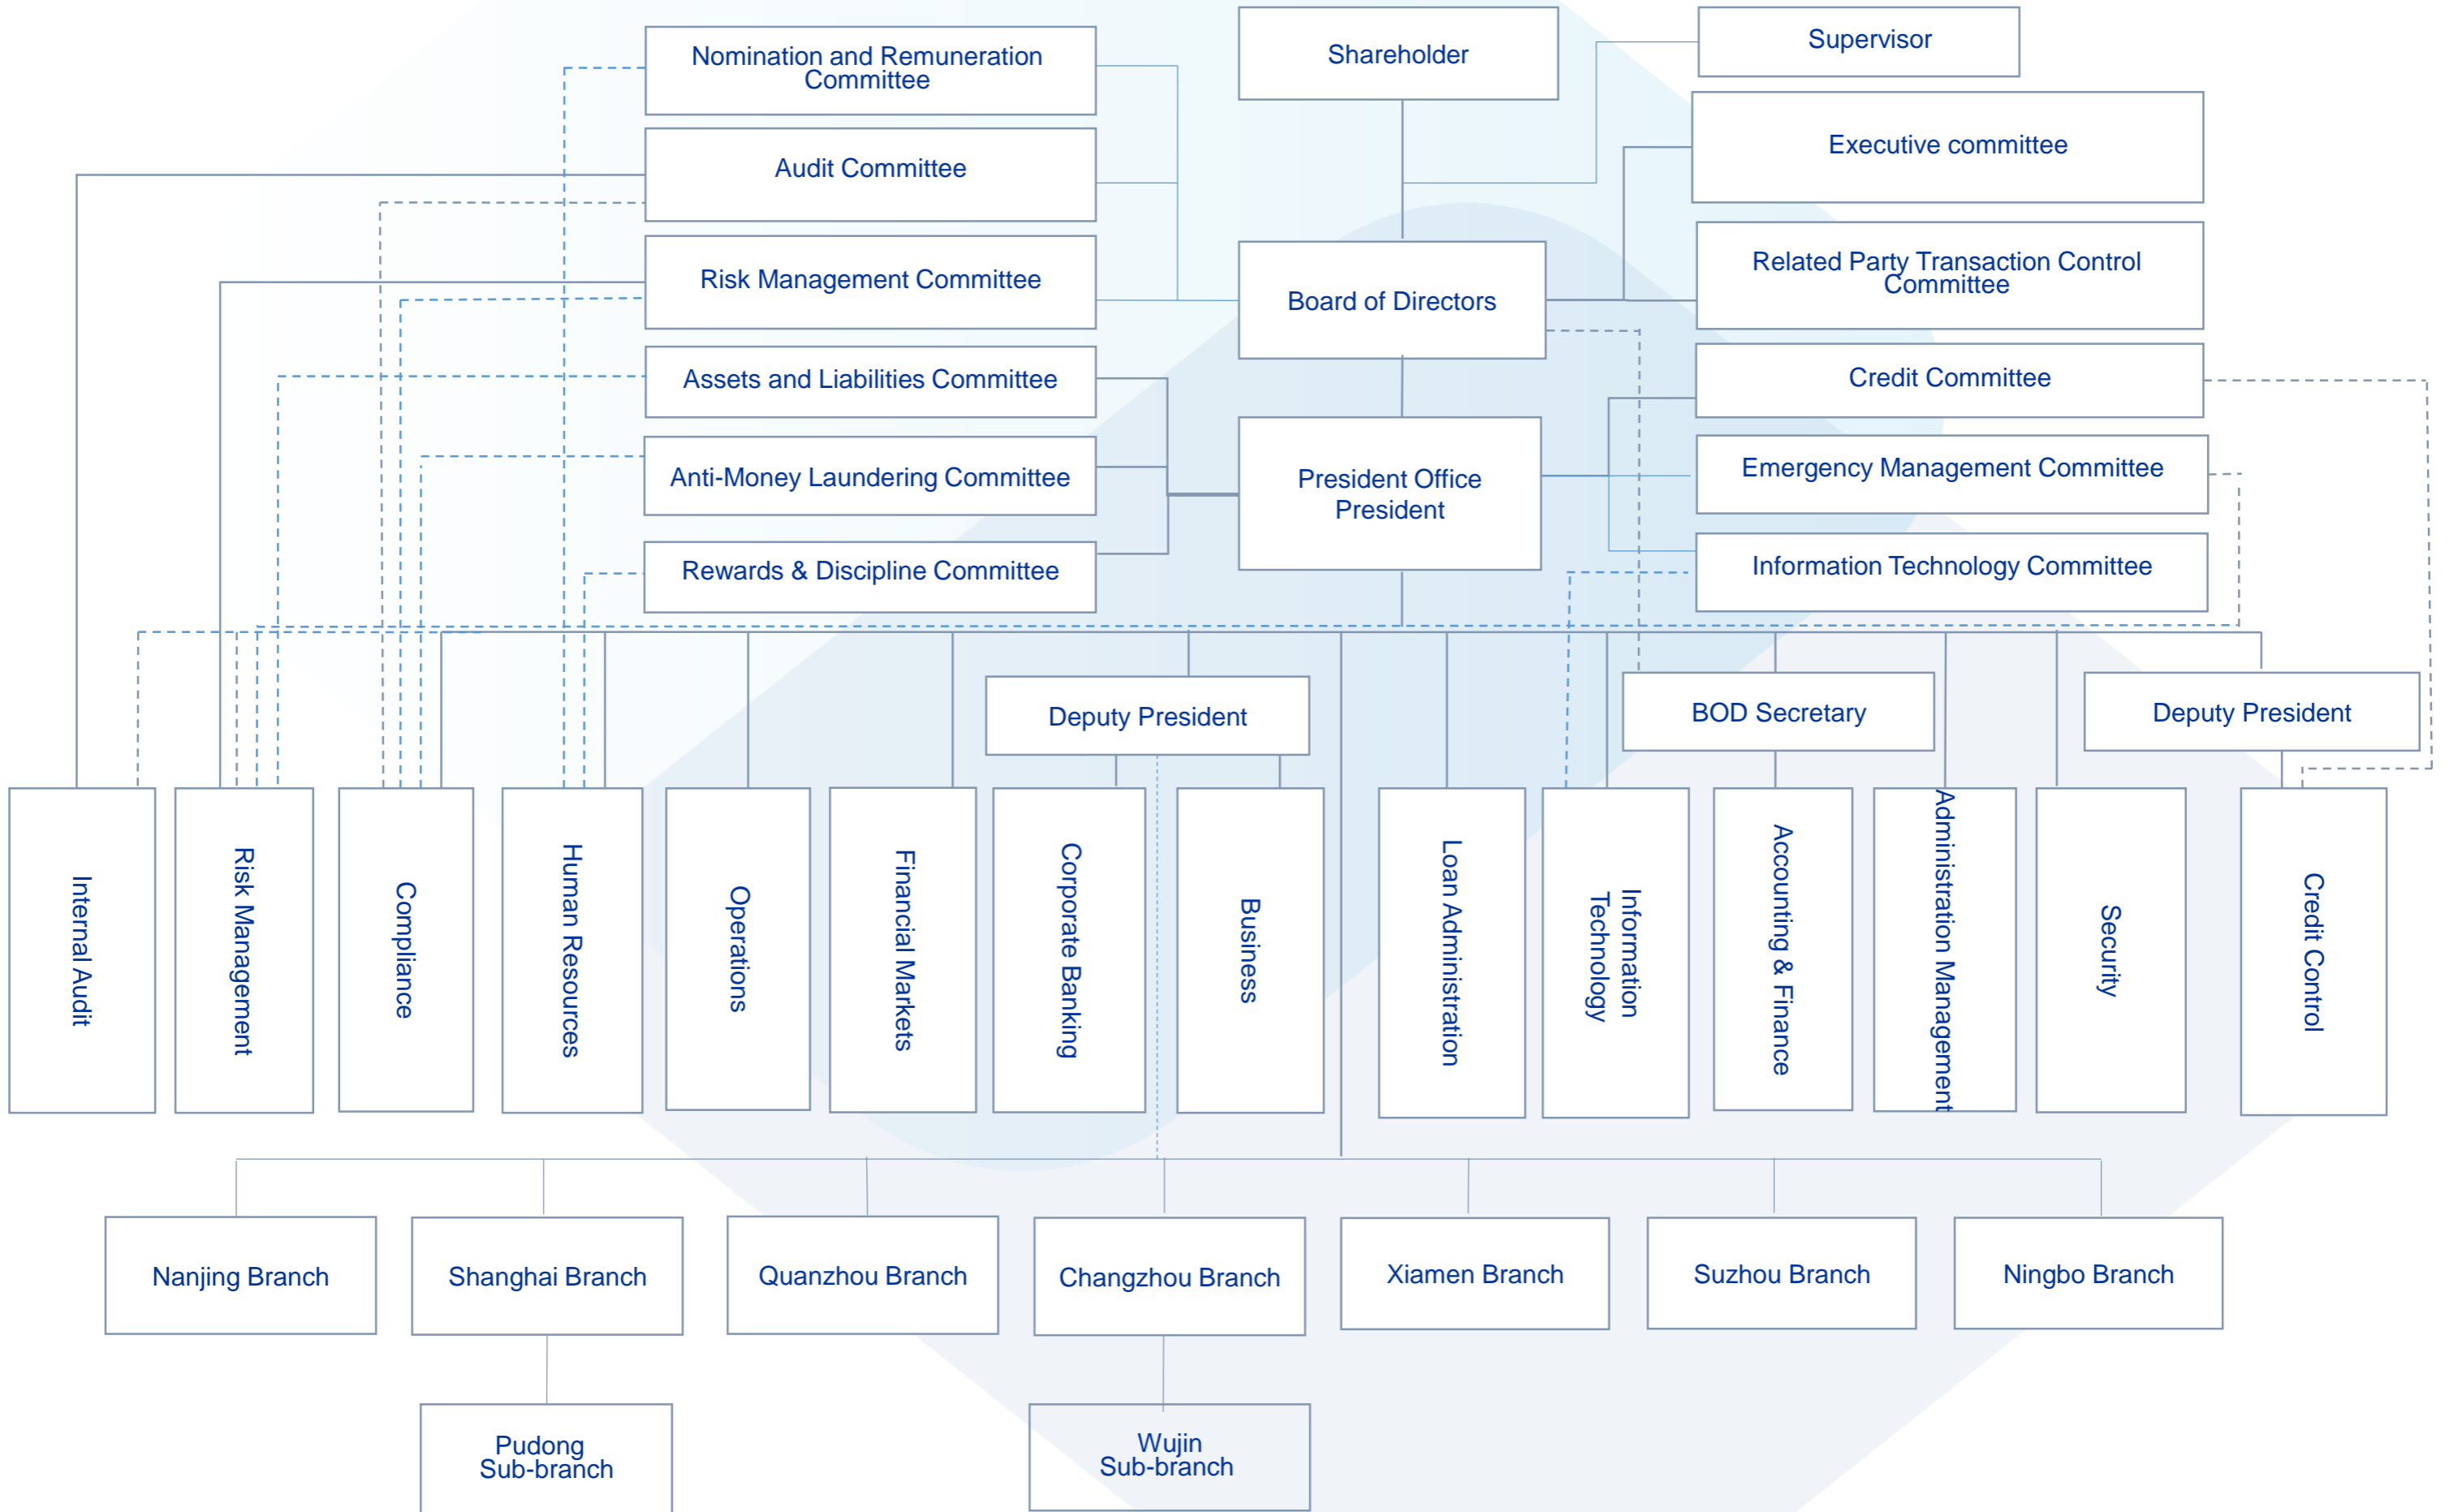 Nomination and Remuneration
Committee
Shareholder
Supervisor
Audit Committee
Executive committee
Risk Management Committee
Related Party Transaction Control
Committee
Board of Directors
Assets and Liabilities Committee
Credit Committee
Anti-Money Laundering Committee
President Office
President
Emergency Management Committee
Rewards & Discipline Committee
Information Technology Committee
Deputy President
BOD Secretary
Deputy President
Internal Audit
Risk Management
Compliance
Human Resources
Operations
Financial Markets
Corporate Banking
Business
Loan Administration
Information
Technology
Accounting & Finance
Administration Management
Security
Credit Control
Nanjing Branch
Shanghai Branch
Quanzhou Branch
Changzhou Branch
Xiamen Branch
Suzhou Branch
Ningbo Branch
Pudong
Sub-branch
Wujin
Sub-branch